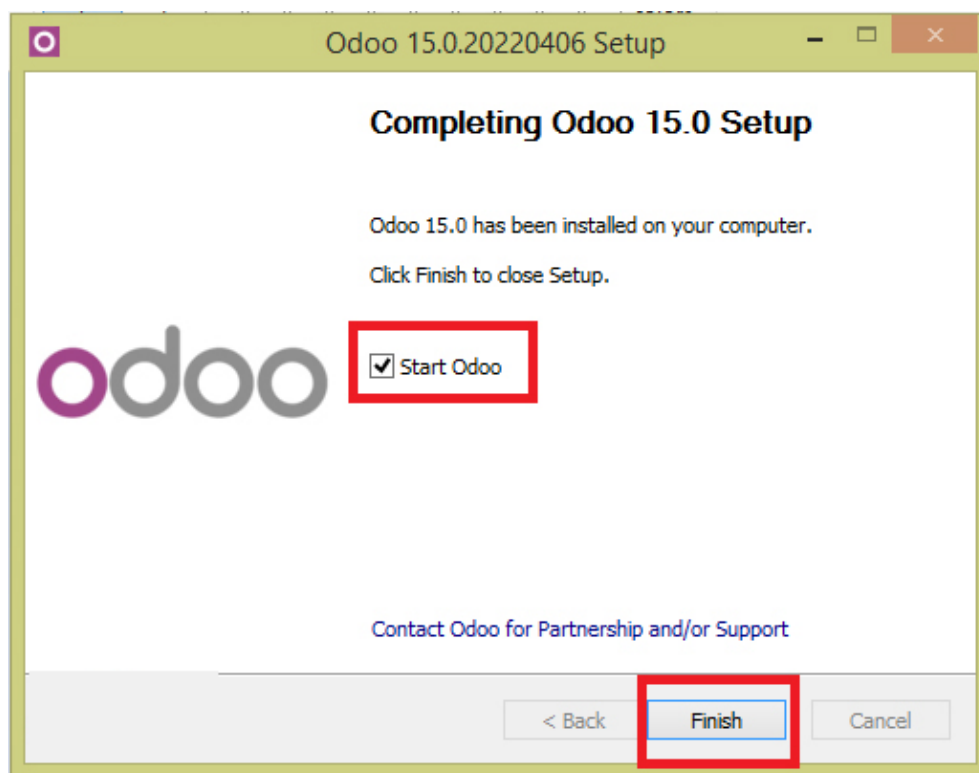 Odoo 15.0.20220406 Setup
Completing Odoo 15.0 Setup
Odoo 15.0 has been installed on your computer.
Click Finish to close Setup.
odoo
Start Odoo
Contact Odoo for Partnership and/or Support
< Back
Finish
Cancel